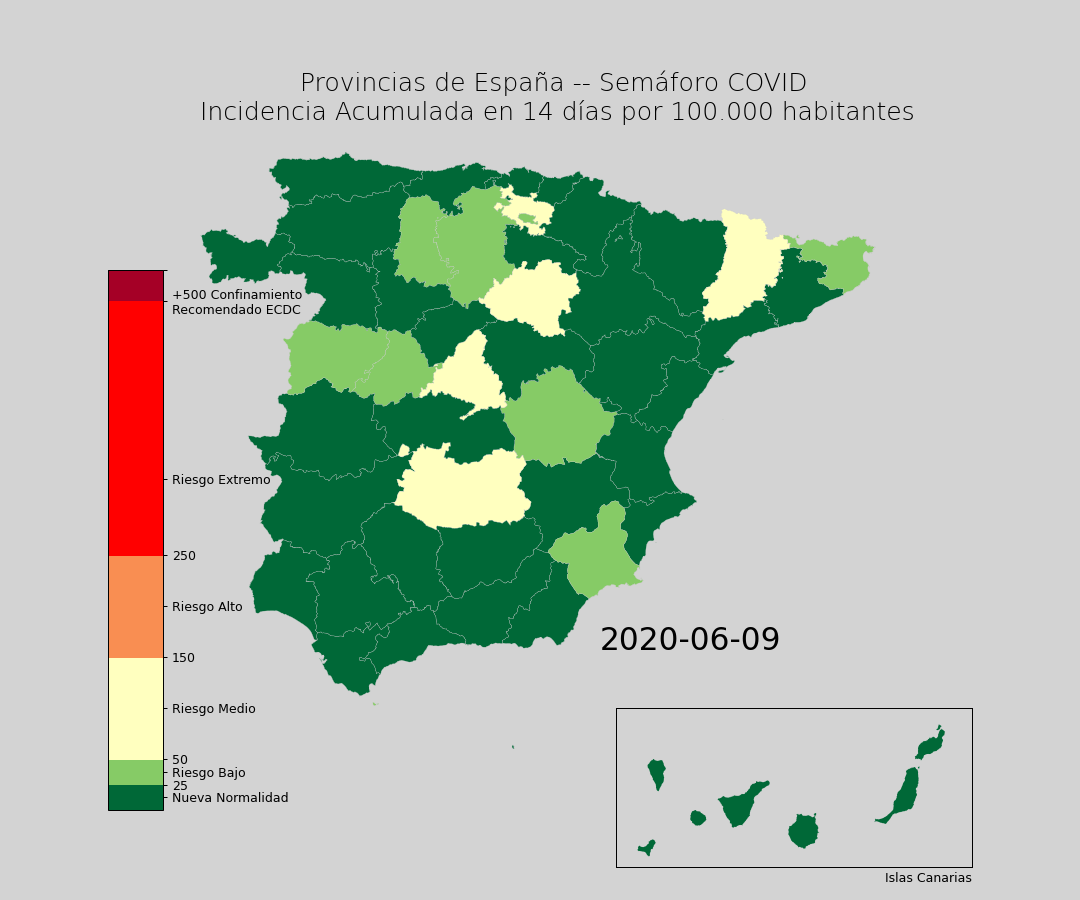 Provincias de España -- Semáforo COVID
Incidencia Acumulada en 14 días por 100.000 habitantes
+500 Confinamiento
Recomendado ECDC
Riesgo Extremo
250
Riesgo Alto
150
Riesgo Medio
50
Riesgo Bajo
25
Nueva Normalidad
2020-06-09
Islas Canarias